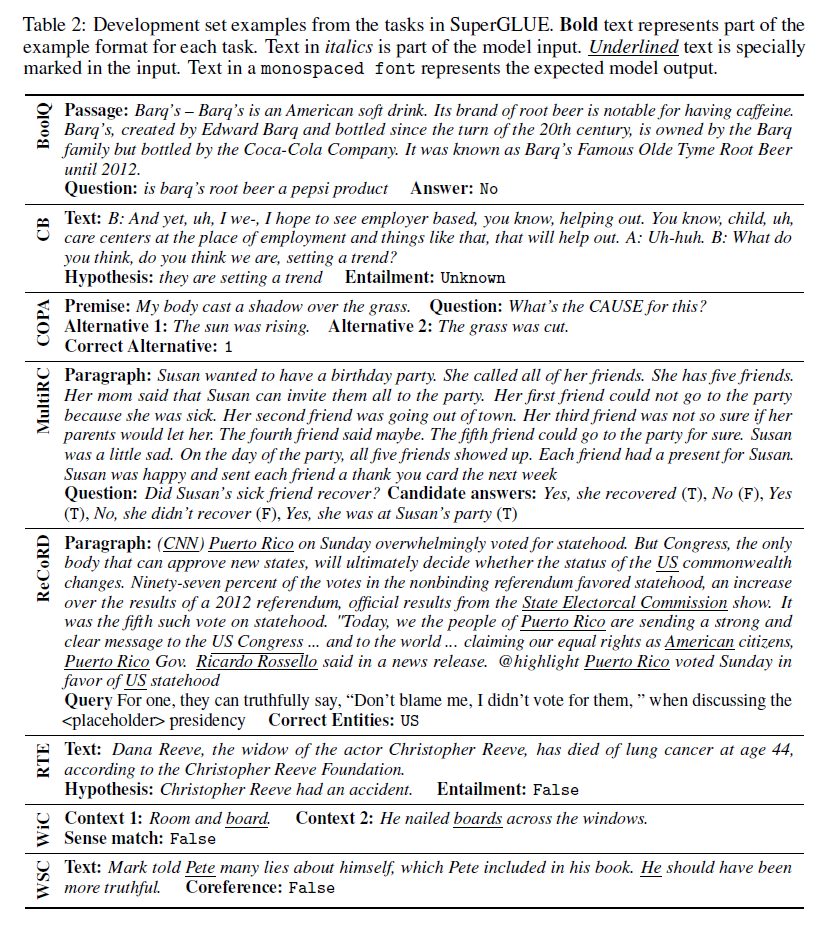 Table 2: Development set examples from the tasks in SuperGLUE. Bold text represents part of the
example format for each task. Text in italics is part of the model input. Underlined text is specially
marked in the input. Text in a monospaced font represents the expected model output.
BoolQ
Passage: Barq's – Barq's is an American soft drink. Its brand of root beer is notable for having caffeine.
Barq's, created by Edward Barq and bottled since the turn of the 20th century, is owned by the Barq
family but bottled by the Coca-Cola Company. It was known as Barq's Famous Olde Tyme Root Beer
until 2012.
Question: is barq's root beer a pepsi product Answer: No
CB
Text: B: And yet, uh, I we-, I hope to see employer based, you know, helping out. You know, child, uh,
care centers at the place of employment and things like that, that will help out. A: Uh-huh. B: What do
you think, do you think we are, setting a trend?
Hypothesis: they are setting a trend Entailment: Unknown
COPA
Premise: My body cast a shadow over the grass. Question: What's the CAUSE for this?
Alternative 1: The sun was rising. Alternative 2: The grass was cut.
Correct Alternative: 1
MultiRC
Paragraph: Susan wanted to have a birthday party. She called all of her friends. She has five friends.
Her mom said that Susan can invite them all to the party. Her first friend could not go to the party
because she was sick. Her second friend was going out of town. Her third friend was not so sure if her
parents would let her. The fourth friend said maybe. The fifth friend could go to the party for sure. Susan
was a little sad. On the day of the party, all five friends showed up. Each friend had a present for Susan.
Susan was happy and sent each friend a thank you card the next week
Question: Did Susan's sick friend recover? Candidate answers: Yes, she recovered (T), No (F), Yes
(T), No, she didn't recover (F), Yes, she was at Susan's party (T)
ReCoRD
Paragraph: (CNN) Puerto Rico on Sunday overwhelmingly voted for statehood. But Congress, the only
body that can approve new states, will ultimately decide whether the status of the US commonwealth
changes. Ninety-seven percent of the votes in the nonbinding referendum favored statehood, an increase
over the results of a 2012 referendum, official results from the State Electorcal Commission show. It
was the fifth such vote on statehood. "Today, we the people of Puerto Rico are sending a strong and
clear message to the US Congress ... and to the world ... claiming our equal rights as American citizens,
Puerto Rico Gov. Ricardo Rossello said in a news release. @highlight Puerto Rico voted Sunday in
favor of US statehood
Query For one, they can truthfully say, “Don't blame me, I didn't vote for them, ” when discussing the
<placeholder> presidency Correct Entities: US
RTE
Text: Dana Reeve, the widow of the actor Christopher Reeve, has died of lung cancer at age 44,
according to the Christopher Reeve Foundation.
Hypothesis: Christopher Reeve had an accident. Entailment: False
WiC
Context 1: Room and board. Context 2: He nailed boards across the windows.
Sense match: False
WSC
Text: Mark told Pete many lies about himself, which Pete included in his book. He should have been
more truthful. Coreference: False